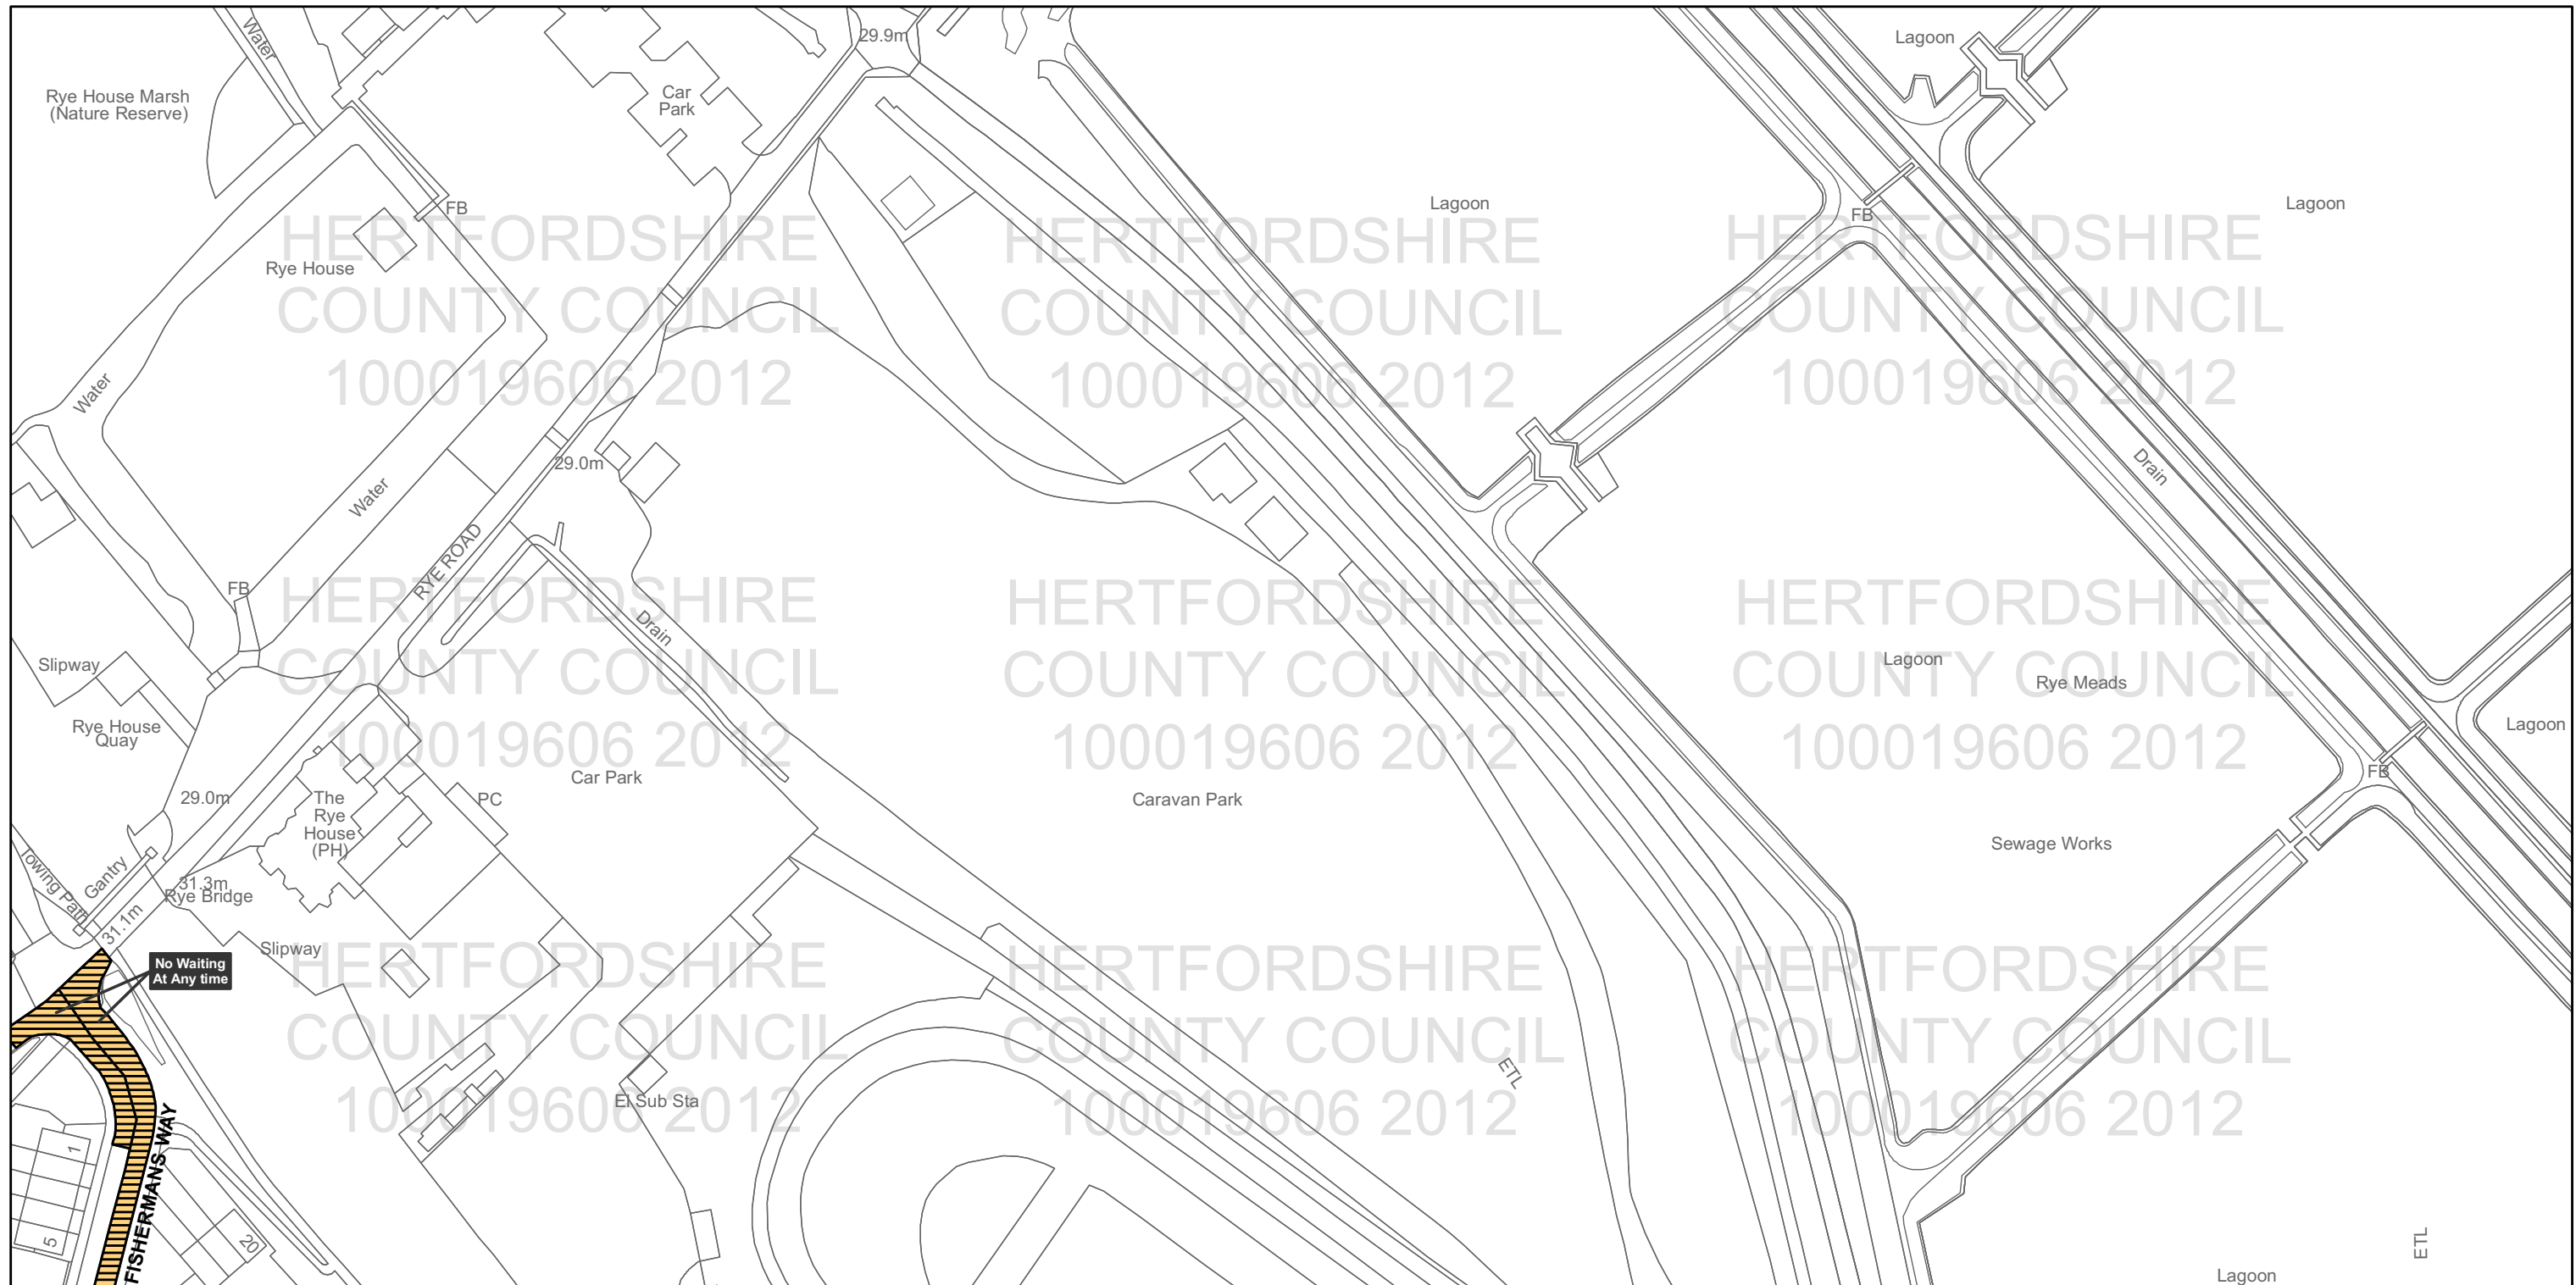 Water
29.9m
Lagoon
Rye House Marsh
(Nature Reserve)
Car
Park
Lagoon
Lagoon
FB
FB
HERTFORDSHIRE
COUNTY COUNCIL
100019606 2012
HERTFORDSHIRE
COUNTY COUNCIL
100019606 2012
HERTFORDSHIRE
COUNTY COUNCIL
100019606 2012
Rye House
Water
29.0m
Drain
Water
RYE ROAD
FB
HERTFORDSHIRE
COUNTY COUNCIL
100019606 2012
HERTFORDSHIRE
COUNTY COUNCIL
100019606 2012
HERTFORDSHIRE
COUNTY COUNCIL
100019606 2012
Drain
Slipway
Lagoon
Rye Meads
Rye House
Quay
Lagoon
FB
Car Park
29.0m
The
Rye
House
(PH)
PC
Caravan Park
Sewage Works
Towing Path
Gantry
31.3m
Rye Bridge
31.1m
Slipway
No Waiting
At Any time
HERTFORDSHIRE
COUNTY COUNCIL
100019606 2012
HERTFORDSHIRE
COUNTY COUNCIL
100019606 2012
HERTFORDSHIRE
COUNTY COUNCIL
100019606 2012
ETL
El Sub Sta
1
FISHERMANS WAY
5
20
ETL
Lagoon